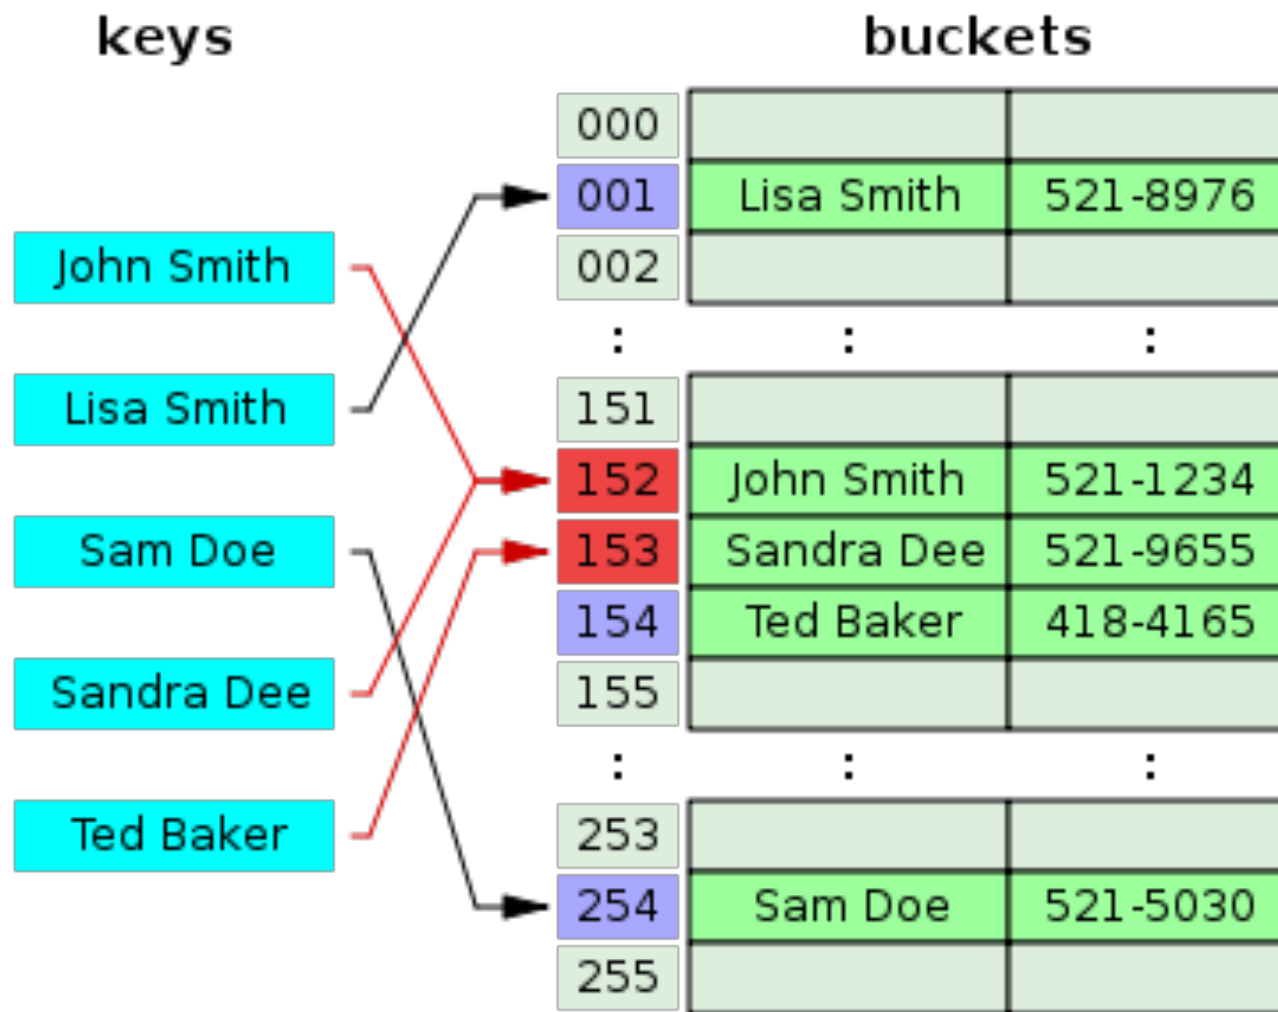 keys
buckets
000
001 Lisa Smith 521-8976
002
: : :
151
152 John Smith 521-1234
153 Sandra Dee 521-9655
154 Ted Baker 418-4165
155
: : :
253
254 Sam Doe 521-5030
255
John Smith
Lisa Smith
Sam Doe
Sandra Dee
Ted Baker